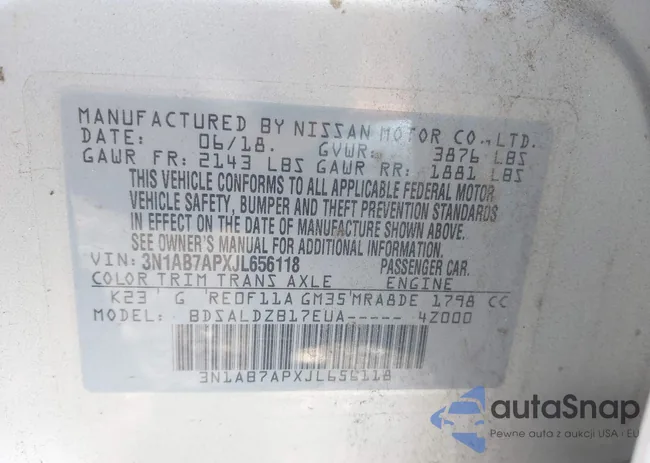 MANUFACTURED BY NISSAN MOTOR CO.,LTD.
DATE: 06/18. GVWR: 3876 LBS
GAWR FR: 2143 LBS GAWR RR: 1881 LBS
THIS VEHICLE CONFORMS TO ALL APPLICABLE FEDERAL MOTOR
VEHICLE SAFETY, BUMPER AND THEFT PREVENTION STANDARDS
IN EFFECT ON THE DATE OF MANUFACTURE SHOWN ABOVE.
SEE OWNER'S MANUAL FOR ADDITIONAL INFORMATION.
VIN: 3N1AB7APXJL656118 PASSENGER CAR.
COLOR TRIM TRANS AXLE ENGINE
K23 G RE0F11A GM35 MRA8DE 1798 CC
MODEL: BDSALDZB17EUA----- 4Z000
3N1AB7APXJL656118
autaSnap
Pewne auto z aukcji USA · EU